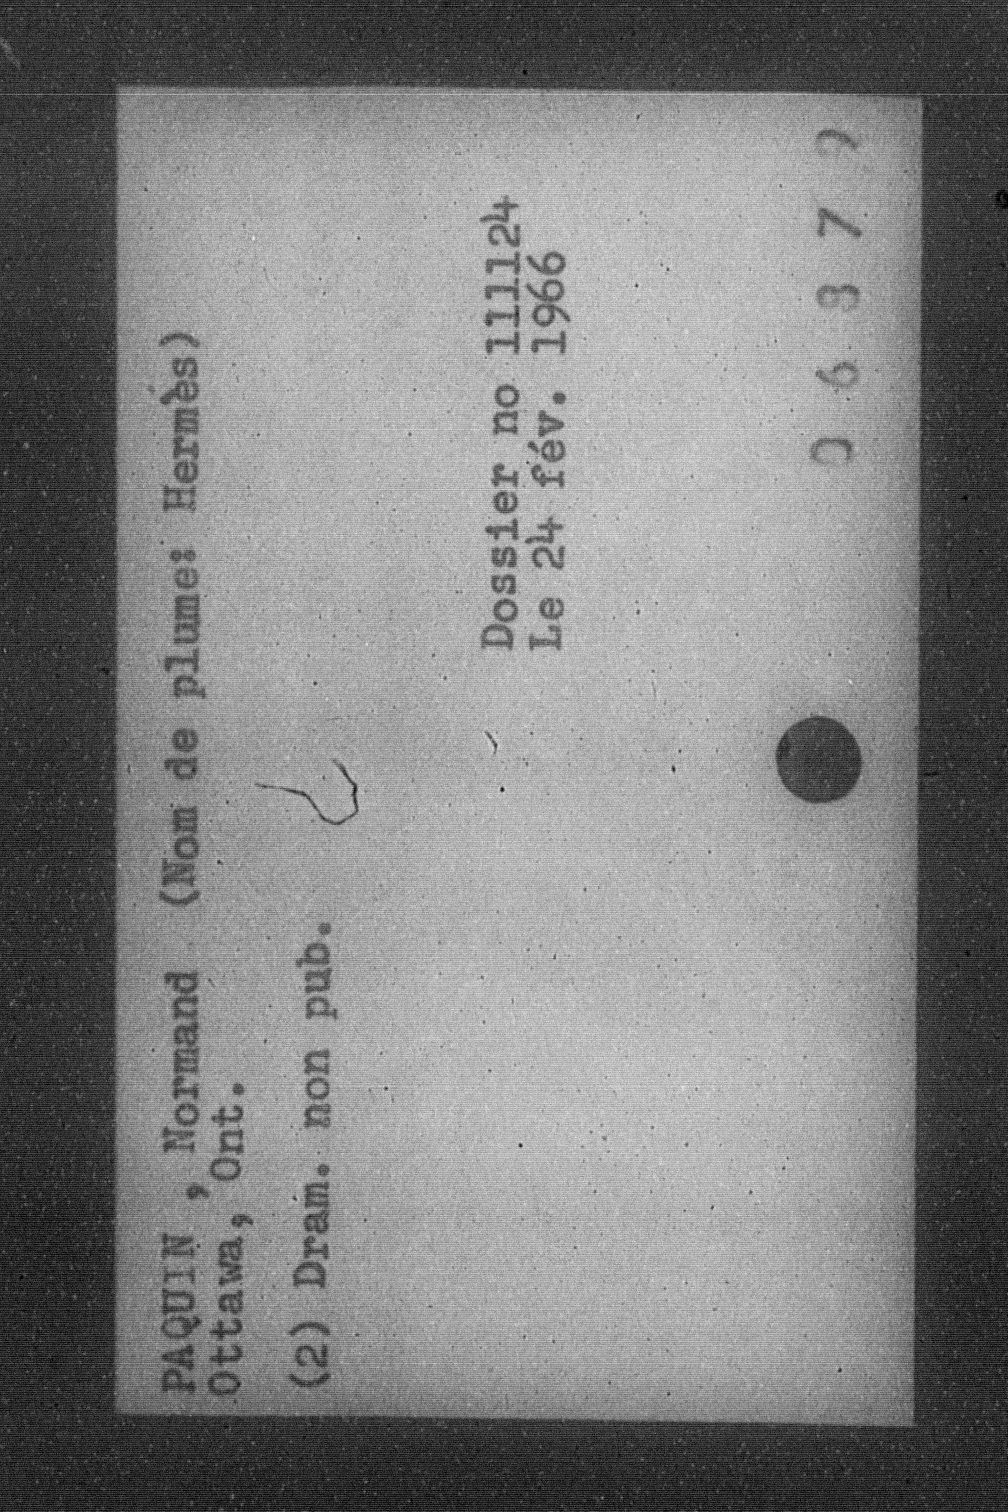 PAQUIN , Normand (Nom de plume: Hermès)
Ottawa, Ont.
(2) Dram. non pub.
Dossier no 111124
Le 24 fév. 1966